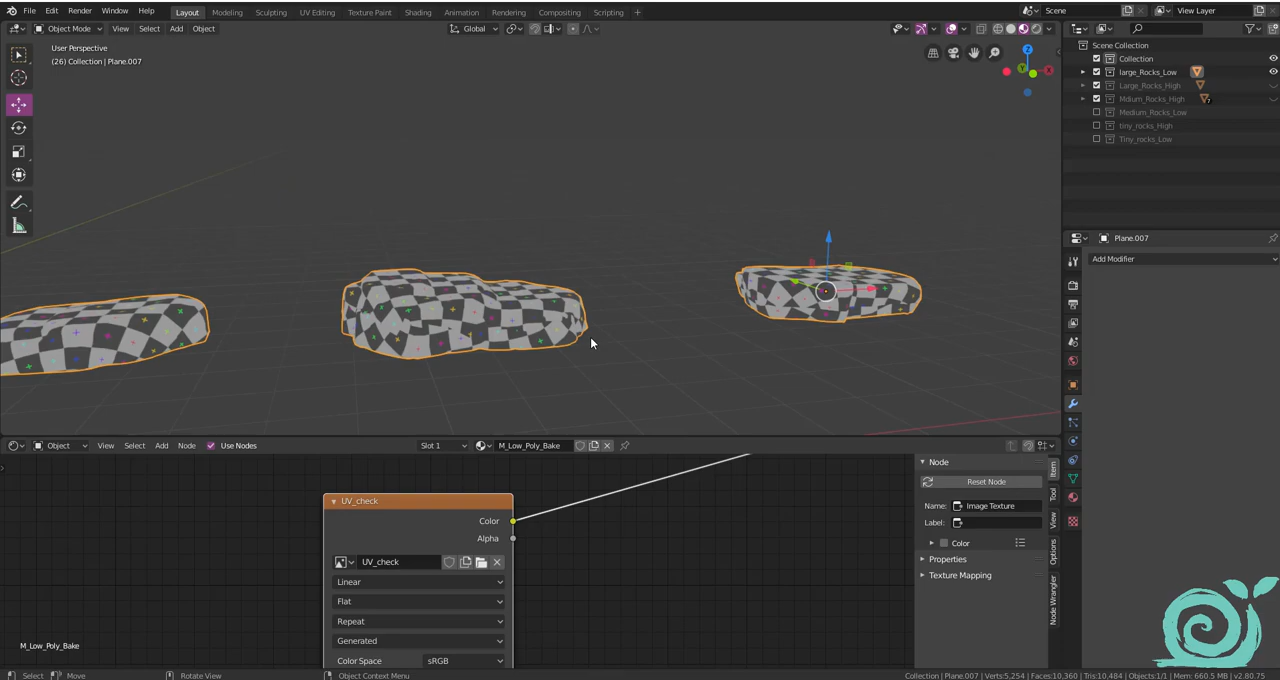 File Edit Render Window Help Layout Modeling Sculpting UV Editing Texture Paint Shading Animation Rendering Compositing Scripting + Scene View Layer
Object Mode View Select Add Object Global
User Perspective
(26) Collection | Plane.007
Z
X
Y
Scene Collection
Collection
large_Rocks_Low
Large_Rocks_High
Mdium_Rocks_High 7
Medium_Rocks_Low
tiny_rocks_High
Tiny_rocks_Low
Plane.007
Add Modifier
Object View Select Add Node Use Nodes Slot 1 M_Low_Poly_Bake
UV_check
Color
Alpha
UV_check
Linear
Flat
Repeat
Generated
Color Space sRGB
M_Low_Poly_Bake
Node
Reset Node
Name: Image Texture
Label:
Color
Properties
Texture Mapping
Item
Tool
View
Options
Node Wrangler
Select Move Rotate View Object Context Menu Collection | Plane.007 | Verts:5,254 | Faces:10,360 | Tris:10,484 | Objects:1/1 | Mem: 660.5 MB | v2.80.75